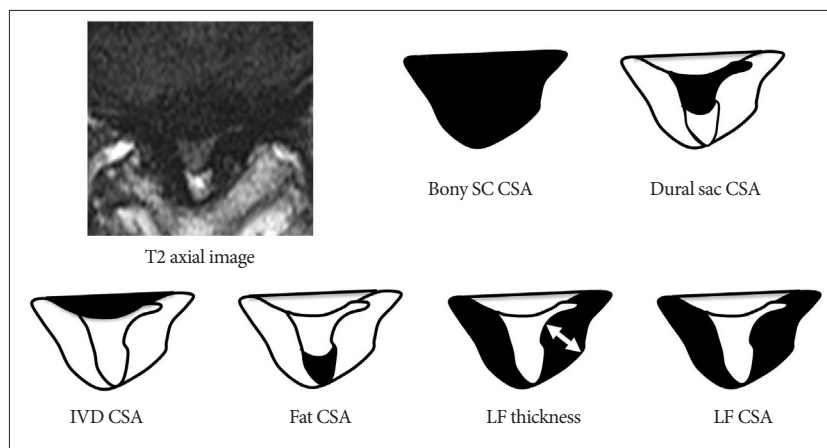 Bony SC CSA
Dural sac CSA
T2 axial image
IVD CSA
Fat CSA
LF thickness
LF CSA